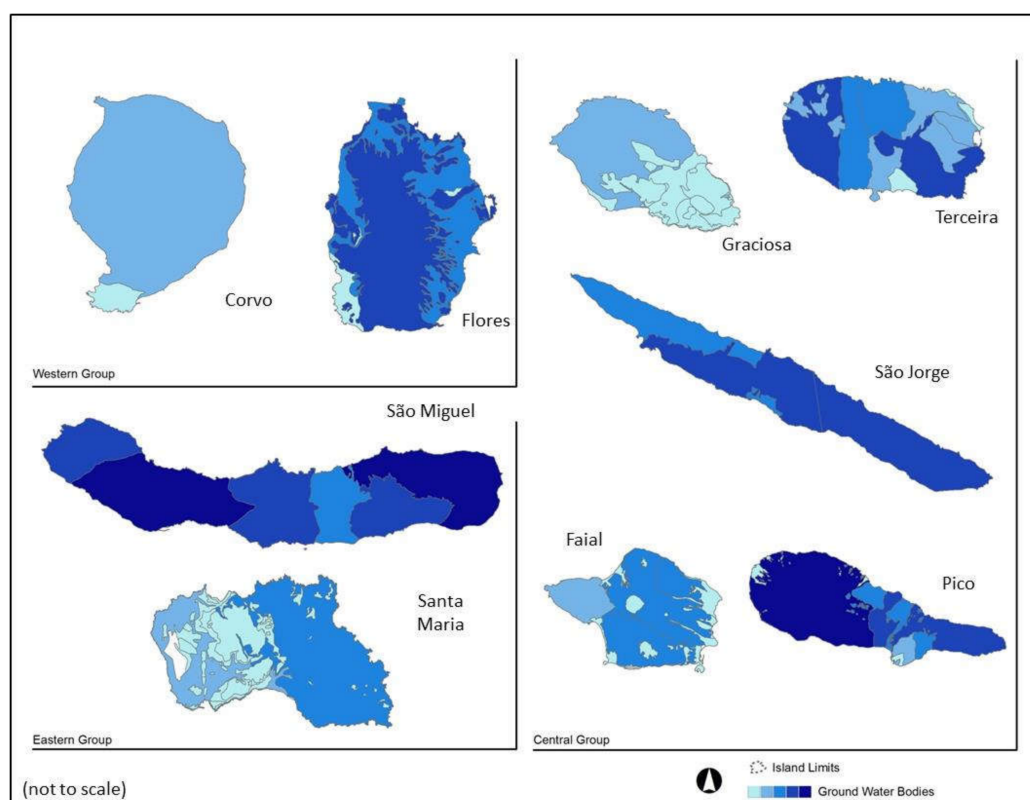 Corvo
Flores
Western Group
Graciosa
Terceira
São Jorge
Faial
Pico
Central Group
São Miguel
Santa
Maria
Eastern Group
(not to scale)
Island Limits
Ground Water Bodies